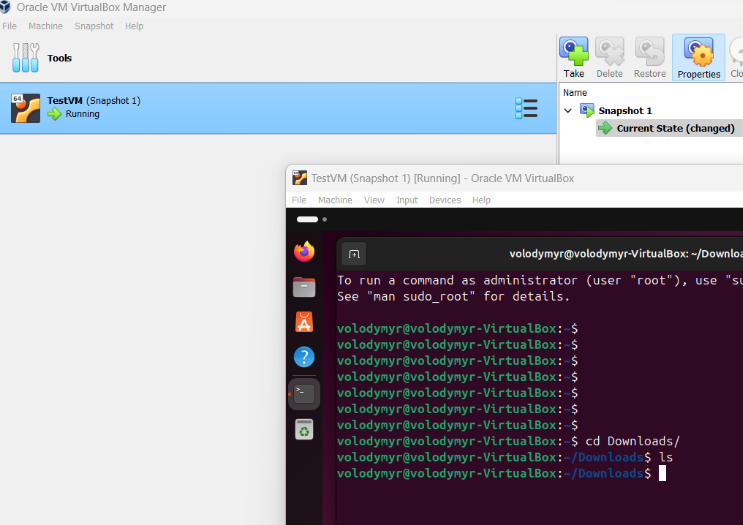 Oracle VM VirtualBox Manager
File Machine Snapshot Help
Tools
Take Delete Restore Properties Clo
64
TestVM (Snapshot 1)
Running
Name
Snapshot 1
Current State (changed)
TestVM (Snapshot 1) [Running] - Oracle VM VirtualBox
File Machine View Input Devices Help
volodymyr@volodymyr-VirtualBox: ~/Downloa
To run a command as administrator (user "root"), use "su
See "man sudo_root" for details.
volodymyr@volodymyr-VirtualBox:~$
volodymyr@volodymyr-VirtualBox:~$
volodymyr@volodymyr-VirtualBox:~$
volodymyr@volodymyr-VirtualBox:~$
volodymyr@volodymyr-VirtualBox:~$
volodymyr@volodymyr-VirtualBox:~$
volodymyr@volodymyr-VirtualBox:~$
volodymyr@volodymyr-VirtualBox:~$ cd Downloads/
volodymyr@volodymyr-VirtualBox:~/Downloads$ ls
volodymyr@volodymyr-VirtualBox:~/Downloads$